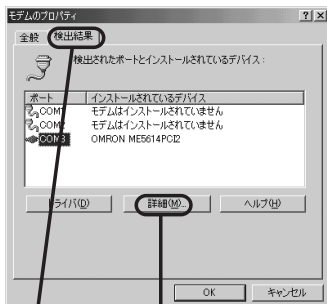 モデムのプロパティ
全般 検出結果
検出されたポートとインストールされているデバイス:
ポート インストールされているデバイス
COM1 モデムはインストールされていません
COM2 モデムはインストールされていません
COM3 OMRON ME5614PCI2
ドライバ(D) 詳細(M)... ヘルプ(H)
OK キャンセル